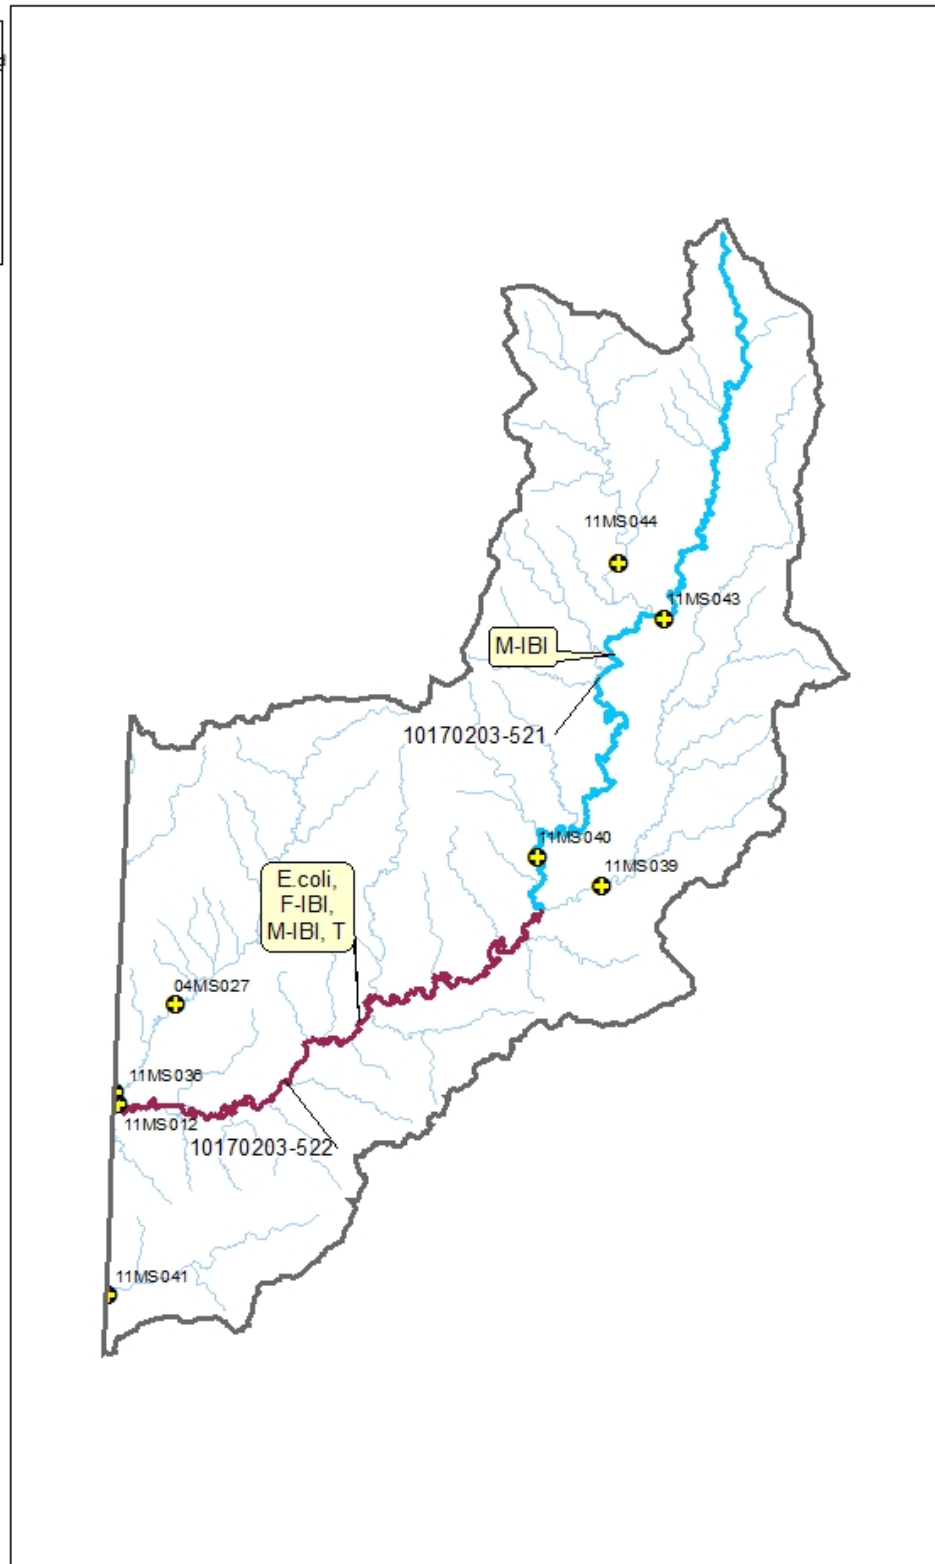 11MS044
11MS043
M-IBI
10170203-521
11MS040
11MS039
E.coli,
F-IBI,
M-IBI, T
04MS027
11MS036
11MS012
10170203-522
11MS041